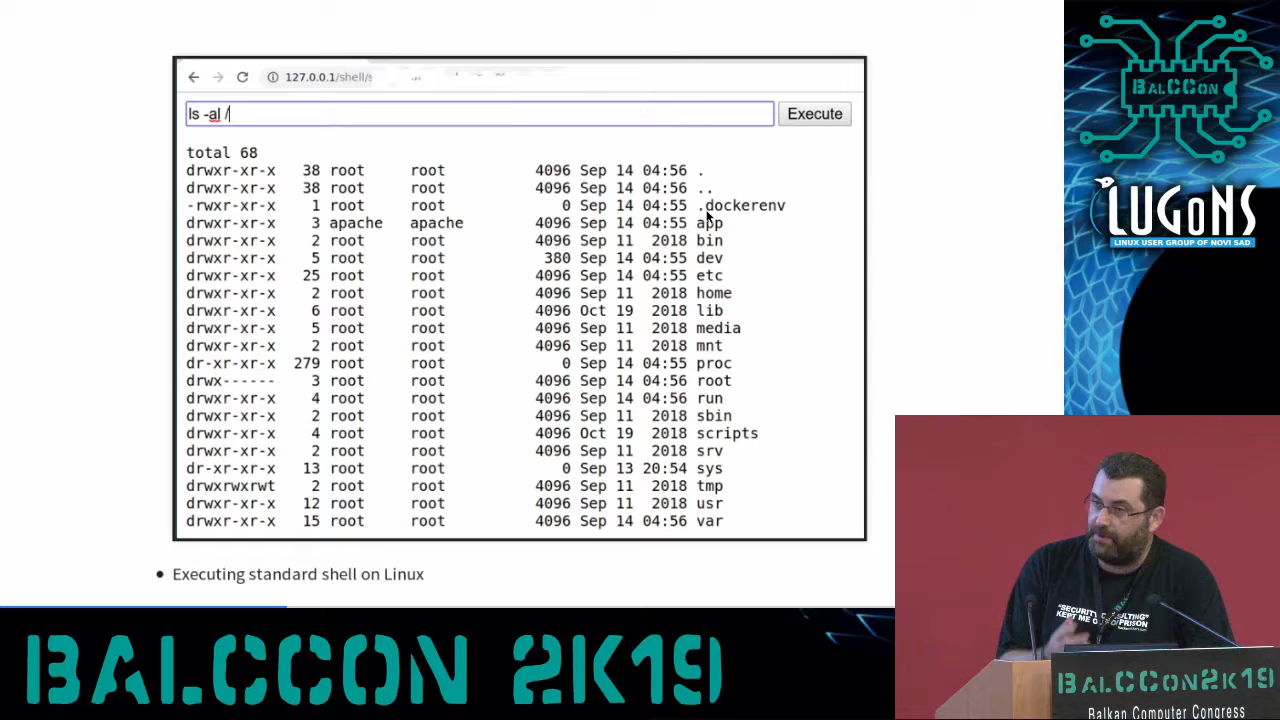 127.0.0.1/shell/s
ls -al /
Execute
total 68
drwxr-xr-x 38 root root 4096 Sep 14 04:56 .
drwxr-xr-x 38 root root 4096 Sep 14 04:56 ..
-rwxr-xr-x 1 root root 0 Sep 14 04:55 .dockerenv
drwxr-xr-x 3 apache apache 4096 Sep 14 04:55 app
drwxr-xr-x 2 root root 4096 Sep 11 2018 bin
drwxr-xr-x 5 root root 380 Sep 14 04:55 dev
drwxr-xr-x 25 root root 4096 Sep 14 04:55 etc
drwxr-xr-x 2 root root 4096 Sep 11 2018 home
drwxr-xr-x 6 root root 4096 Oct 19 2018 lib
drwxr-xr-x 5 root root 4096 Sep 11 2018 media
drwxr-xr-x 2 root root 4096 Sep 11 2018 mnt
dr-xr-xr-x 279 root root 0 Sep 14 04:55 proc
drwx------ 3 root root 4096 Sep 14 04:56 root
drwxr-xr-x 4 root root 4096 Sep 14 04:56 run
drwxr-xr-x 2 root root 4096 Sep 11 2018 sbin
drwxr-xr-x 4 root root 4096 Oct 19 2018 scripts
drwxr-xr-x 2 root root 4096 Sep 11 2018 srv
dr-xr-xr-x 13 root root 0 Sep 13 20:54 sys
drwxrwxrwt 2 root root 4096 Sep 11 2018 tmp
drwxr-xr-x 12 root root 4096 Sep 11 2018 usr
drwxr-xr-x 15 root root 4096 Sep 14 04:56 var
• Executing standard shell on Linux
BALCCON
LUGONS
LINUX USER GROUP OF NOVI SAD
KEPT ME
PRISON
BALCCON 2K19
BALCCON2K19
Balkan Computer Congress